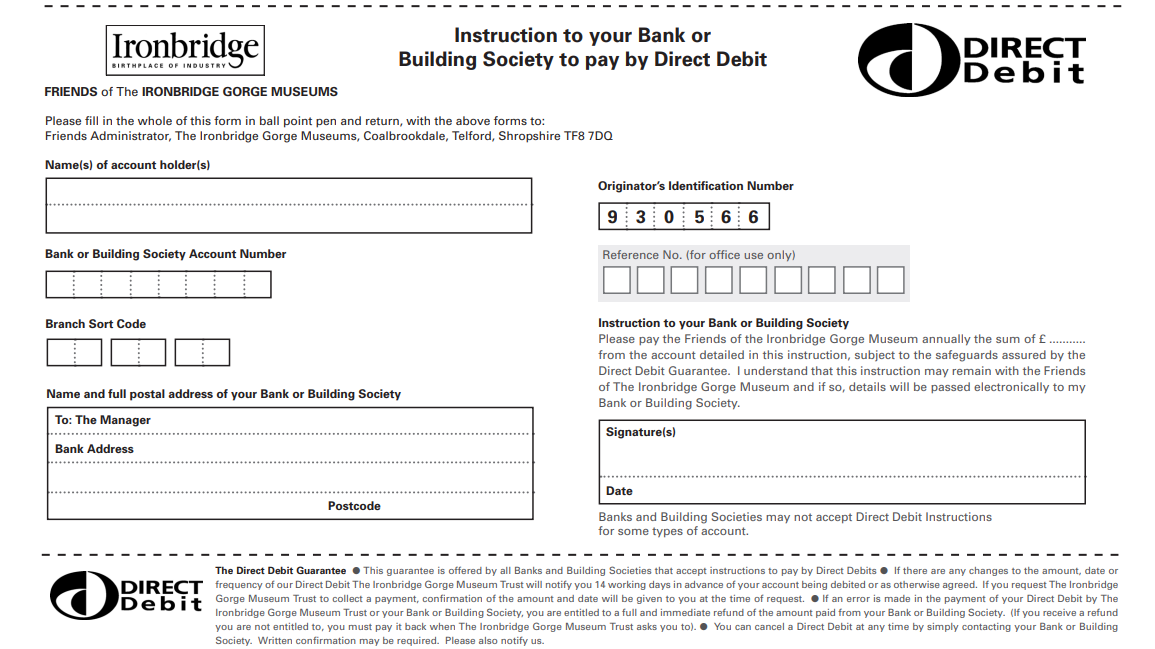 Ironbridge
BIRTHPLACE OF INDUSTRY
Instruction to your Bank or
Building Society to pay by Direct Debit
DIRECT
Debit
FRIENDS of The IRONBRIDGE GORGE MUSEUMS
Please fill in the whole of this form in ball point pen and return, with the above forms to:
Friends Administrator, The Ironbridge Gorge Museums, Coalbrookdale, Telford, Shropshire TF8 7DQ
Name(s) of account holder(s)
Bank or Building Society Account Number
Branch Sort Code
Name and full postal address of your Bank or Building Society
To: The Manager
Bank Address
Postcode
Originator's Identification Number
9 3 0 5 6 6
Reference No. (for office use only)
Instruction to your Bank or Building Society
Please pay the Friends of the Ironbridge Gorge Museum annually the sum of £ ...........
from the account detailed in this instruction, subject to the safeguards assured by the
Direct Debit Guarantee. I understand that this instruction may remain with the Friends
of The Ironbridge Gorge Museum and if so, details will be passed electronically to my
Bank or Building Society.
Signature(s)
Date
Banks and Building Societies may not accept Direct Debit Instructions
for some types of account.
DIRECT
Debit
The Direct Debit Guarantee ● This guarantee is offered by all Banks and Building Societies that accept instructions to pay by Direct Debits ● If there are any changes to the amount, date or
frequency of our Direct Debit The Ironbridge Gorge Museum Trust will notify you 14 working days in advance of your account being debited or as otherwise agreed. If you request The Ironbridge
Gorge Museum Trust to collect a payment, confirmation of the amount and date will be given to you at the time of request. ● If an error is made in the payment of your Direct Debit by The
Ironbridge Gorge Museum Trust or your Bank or Building Society, you are entitled to a full and immediate refund of the amount paid from your Bank or Building Society. (If you receive a refund
you are not entitled to, you must pay it back when The Ironbridge Gorge Museum Trust asks you to). ● You can cancel a Direct Debit at any time by simply contacting your Bank or Building
Society. Written confirmation may be required. Please also notify us.